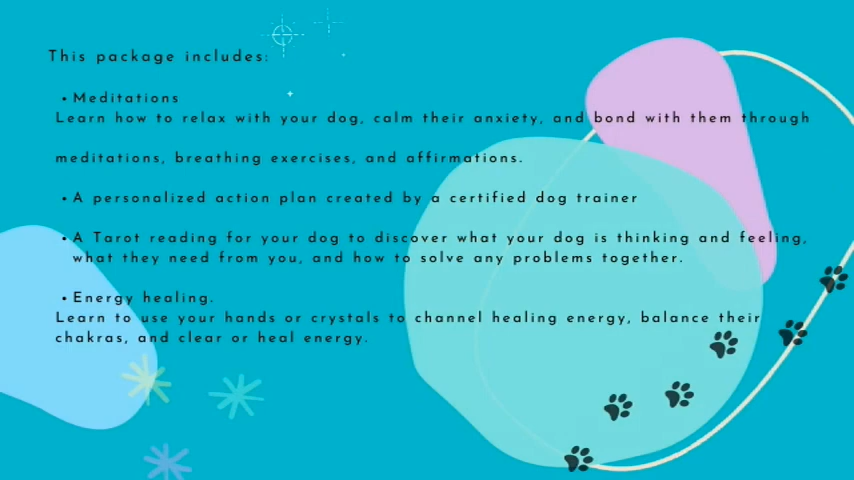 This package includes:
• Meditations
Learn how to relax with your dog, calm their anxiety, and bond with them through
meditations, breathing exercises, and affirmations.
• A personalized action plan created by a certified dog trainer
• A Tarot reading for your dog to discover what your dog is thinking and feeling,
what they need from you, and how to solve any problems together.
• Energy healing.
Learn to use your hands or crystals to channel healing energy, balance their
chakras, and clear or heal energy.